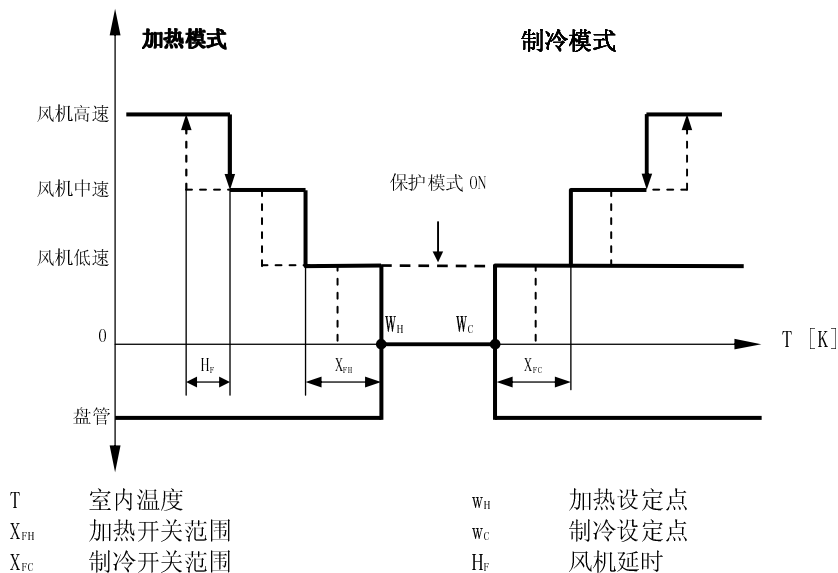 加热模式
制冷模式
风机高速
风机中速
保护模式 ON
风机低速
WH
WC
0
T [K]
HF
XFH
XFC
盘管
T 室内温度
WH 加热设定点
XFH 加热开关范围
WC 制冷设定点
XFC 制冷开关范围
HF 风机延时